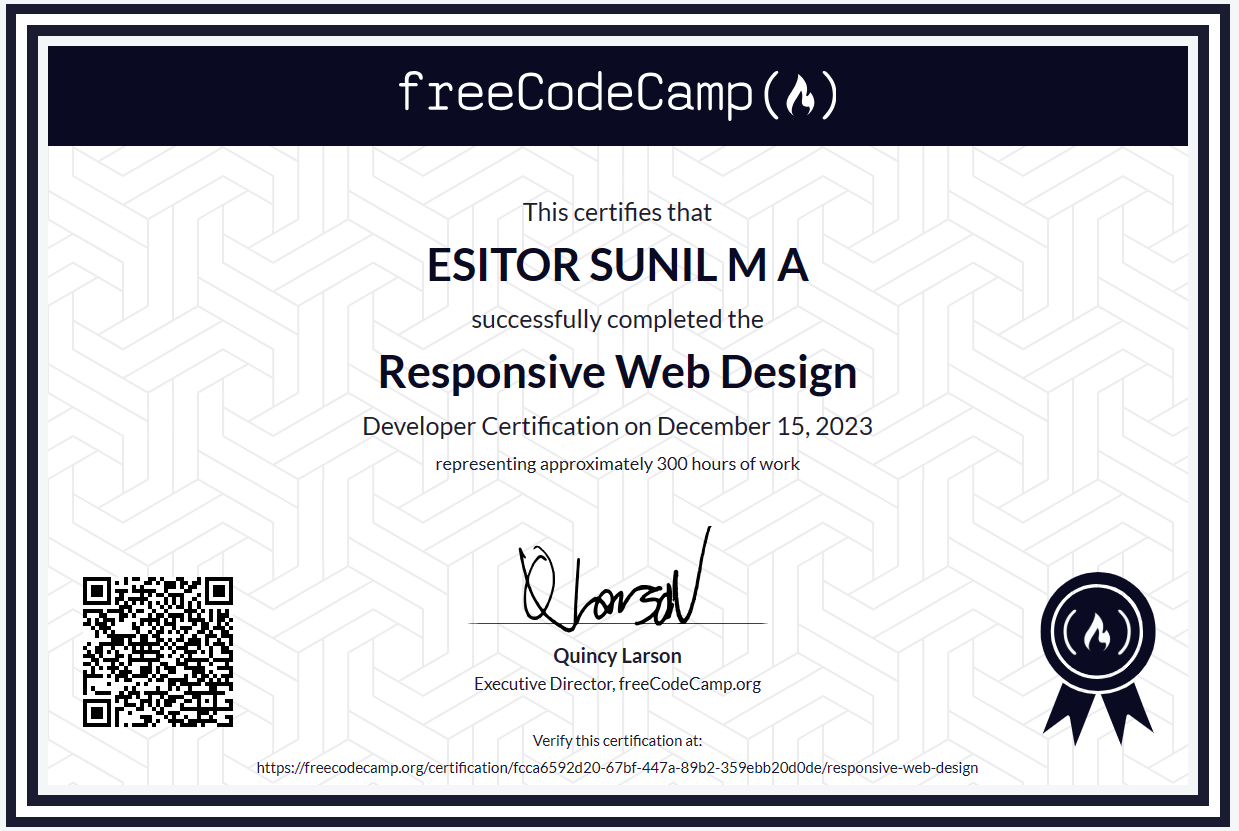 freeCodeCamp(🔥)
This certifies that
ESITOR SUNIL M A
successfully completed the
Responsive Web Design
Developer Certification on December 15, 2023
representing approximately 300 hours of work
Quincy Larson
Executive Director, freeCodeCamp.org
Verify this certification at:
https://freecodecamp.org/certification/fcca6592d20-67bf-447a-89b2-359ebb20d0de/responsive-web-design